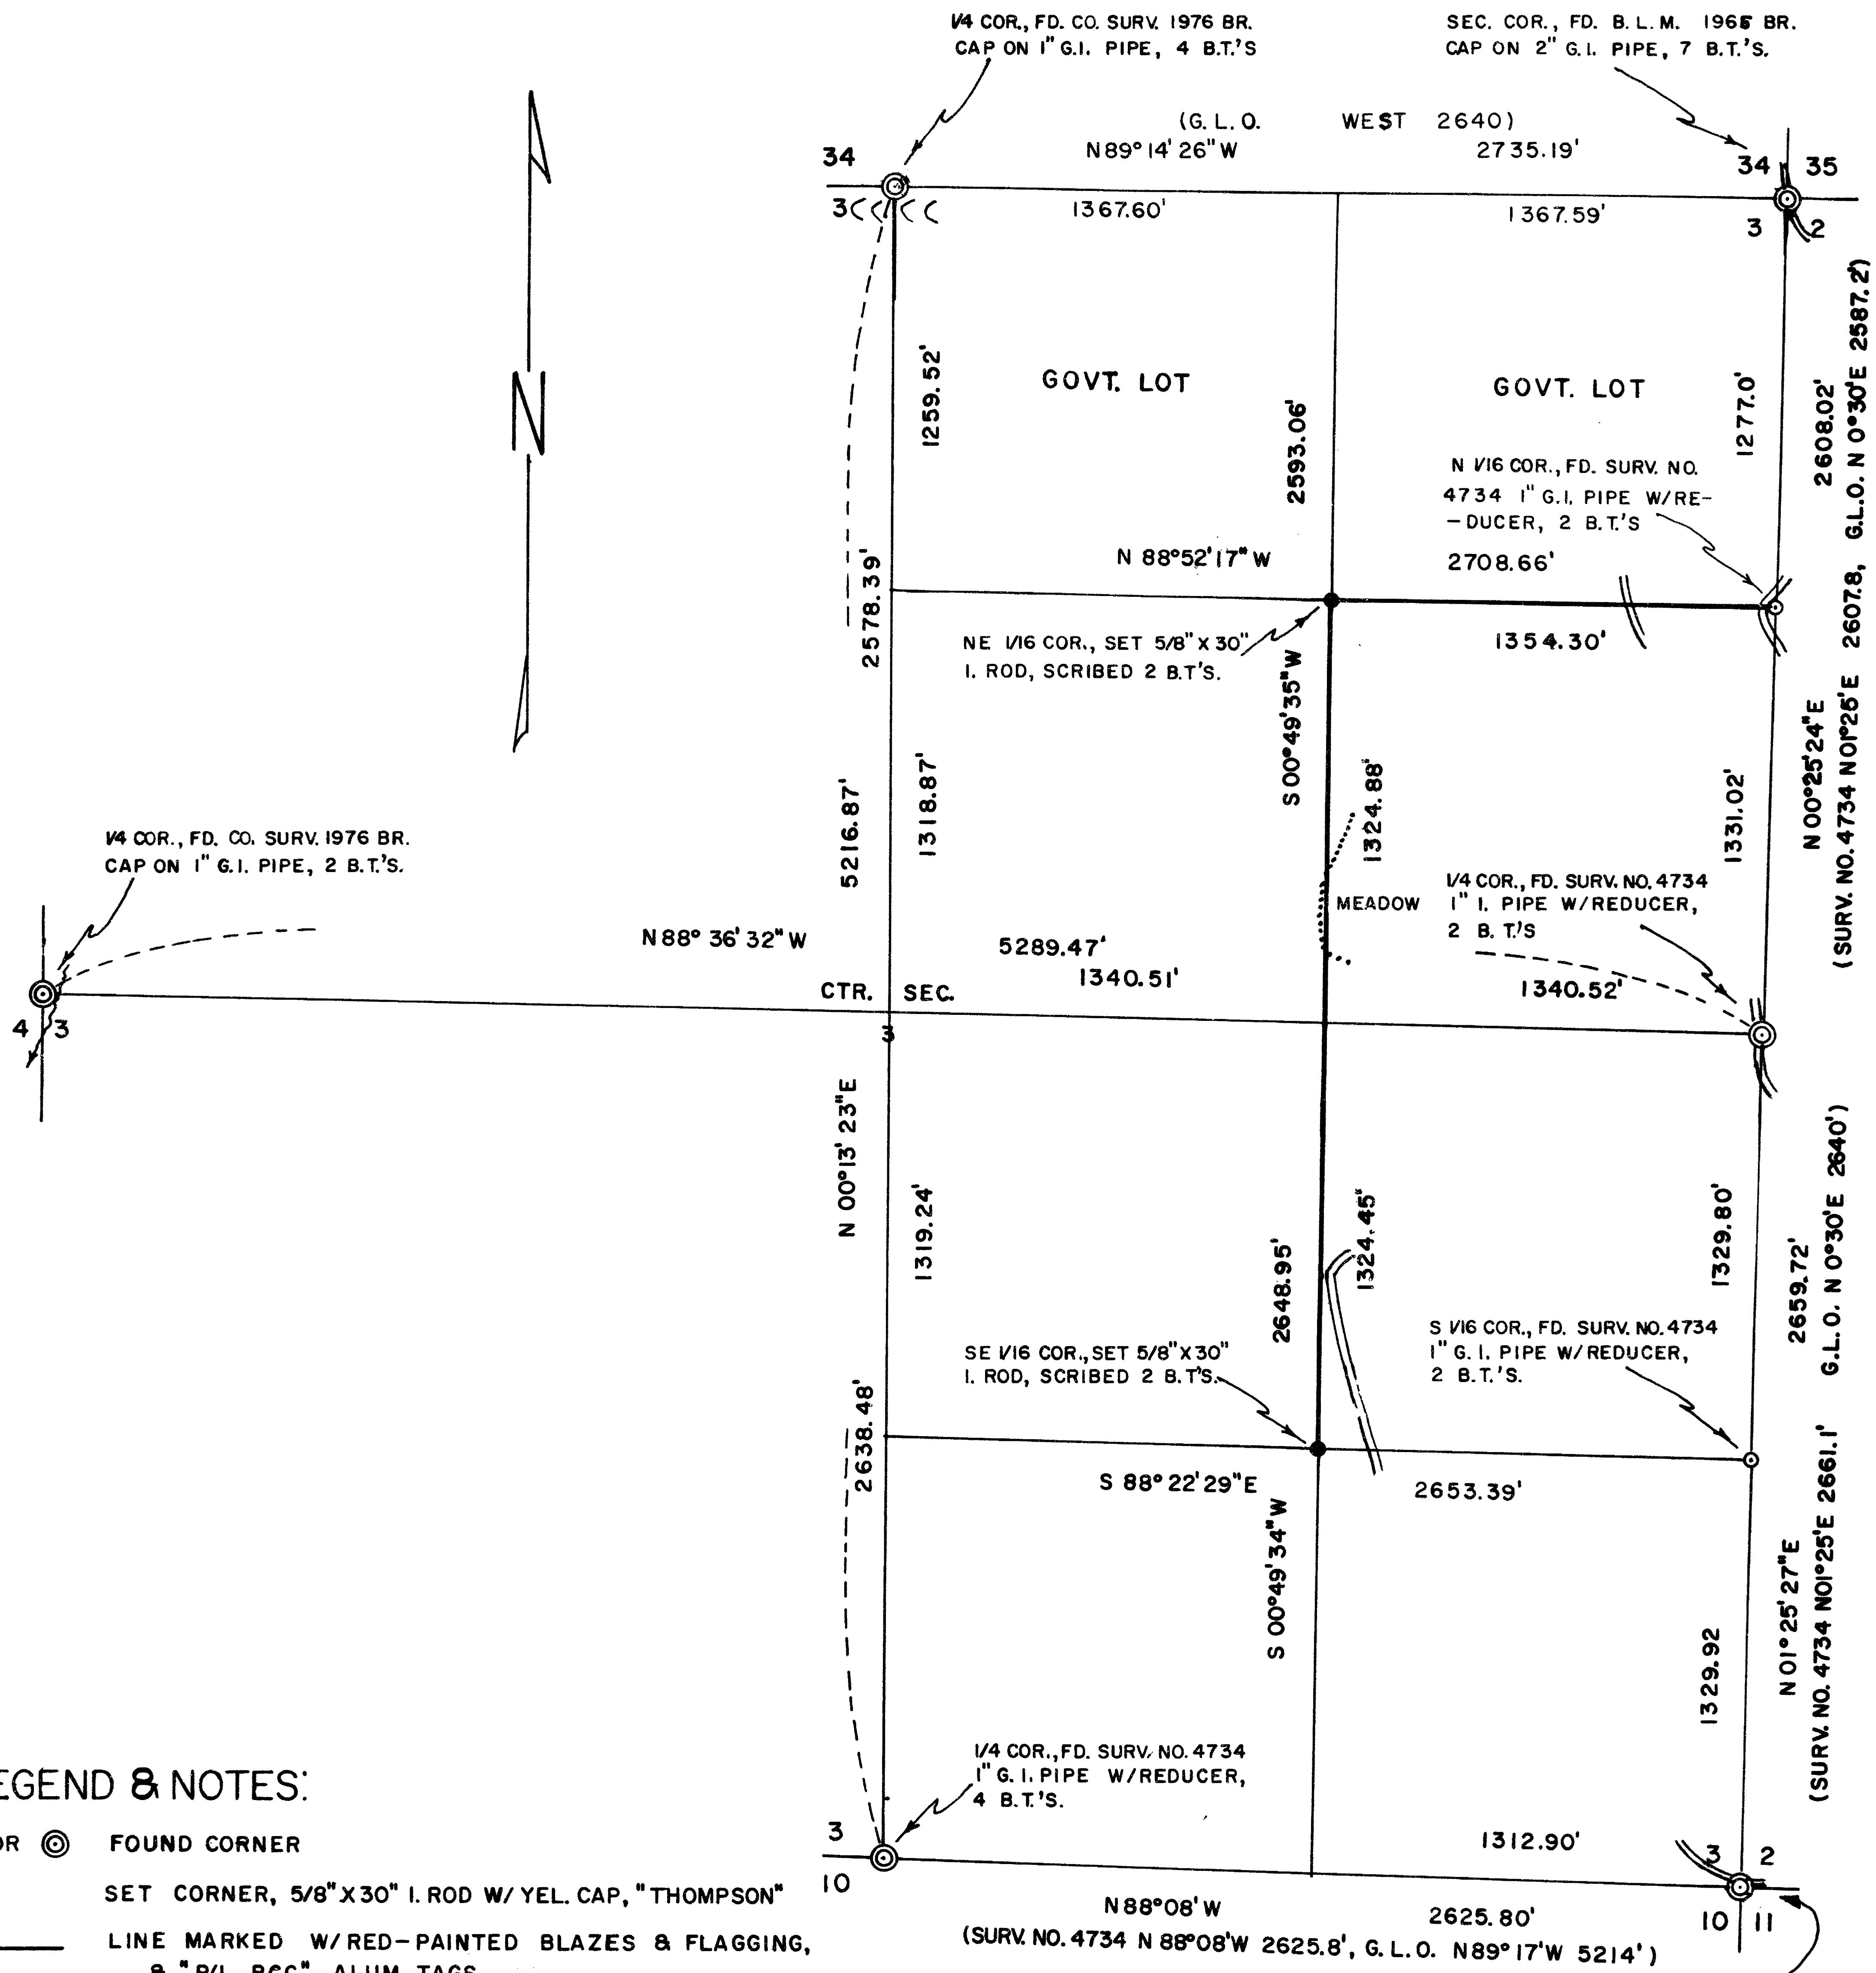 1/4 COR., FD. CO. SURV. 1976 BR.
CAP ON 1" G.I. PIPE, 4 B.T.'S
SEC. COR., FD. B.L.M. 1965 BR.
CAP ON 2" G.I. PIPE, 7 B.T.'S.
(G.L.O. WEST 2640)
N89°14'26"W 2735.19'
34
34 35
3
1367.60'
1367.59'
3 2
N
1259.52'
GOVT. LOT
2593.06'
GOVT. LOT
1277.0'
2608.02'
(SURV. NO. 4734 N01°25'E 2607.8, G.L.O. N 0°30'E 2587.2')
N 1/16 COR., FD. SURV. NO.
4734 1" G.I. PIPE W/RE-
-DUCER, 2 B.T.'S
N 88°52'17"W 2708.66'
2578.39'
NE 1/16 COR., SET 5/8" X 30"
I. ROD, SCRIBED 2 B.T'S.
1354.30'
S 00°49'35"W
N 00°25'24"E
5216.87'
1318.87'
1324.88'
1331.02'
1/4 COR., FD. CO. SURV. 1976 BR.
CAP ON 1" G.I. PIPE, 2 B.T.'S.
MEADOW
1/4 COR., FD. SURV. NO. 4734
1" I. PIPE W/REDUCER,
2 B.T.'S
N88°36'32"W 5289.47'
1340.51'
1340.52'
CTR. SEC.
3
4 3
N 00°13'23"E
1319.24'
2648.95'
1324.45'
1329.80'
2659.72'
G.L.O. N 0°30'E 2640')
SE 1/16 COR., SET 5/8" X 30"
I. ROD, SCRIBED 2 B.T'S.
S 1/16 COR., FD. SURV. NO. 4734
1" G.I. PIPE W/REDUCER,
2 B.T.'S.
2638.48'
S 88°22'29"E 2653.39'
S 00°49'34"W
1329.92
N 01°25'27"E
(SURV. NO. 4734 N01°25'E 2661.1'
1/4 COR., FD. SURV. NO. 4734
1" G.I. PIPE W/REDUCER,
4 B.T.'S.
3
10
1312.90'
3 2
10 11
N88°08'W 2625.80'
(SURV. NO. 4734 N 88°08'W 2625.8', G.L.O. N89°17'W 5214')
EGEND & NOTES:
OR FOUND CORNER
SET CORNER, 5/8" X 30" I. ROD W/ YEL. CAP, "THOMPSON"
LINE MARKED W/RED-PAINTED BLAZES & FLAGGING,